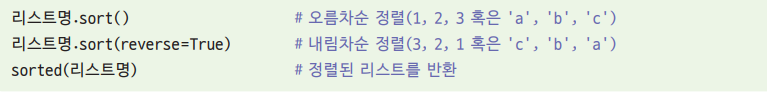 리스트명.sort() # 오름차순 정렬(1, 2, 3 혹은 'a', 'b', 'c')
리스트명.sort(reverse=True) # 내림차순 정렬(3, 2, 1 혹은 'c', 'b', 'a')
sorted(리스트명) # 정렬된 리스트를 반환